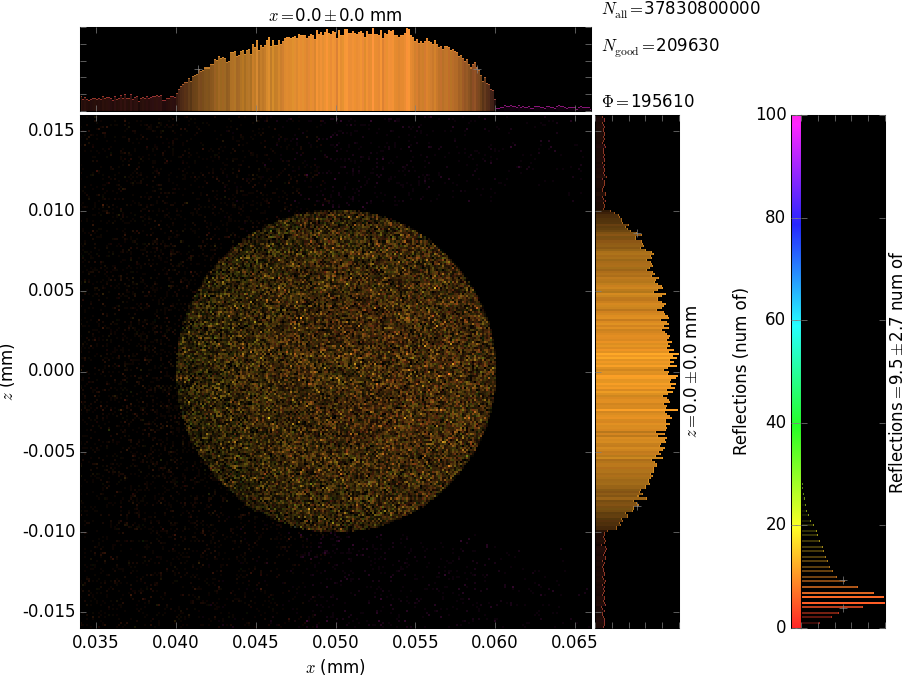 x = 0.0 ± 0.0 mm
N_all = 37830800000
N_good = 209630
Φ = 195610
0.015
0.010
0.005
0.000
-0.005
-0.010
-0.015
z (mm)
0.035 0.040 0.045 0.050 0.055 0.060 0.065
x (mm)
z = 0.0 ± 0.0 mm
Reflections (num of)
100
80
60
40
20
0
Reflections = 9.5 ± 2.7 num of